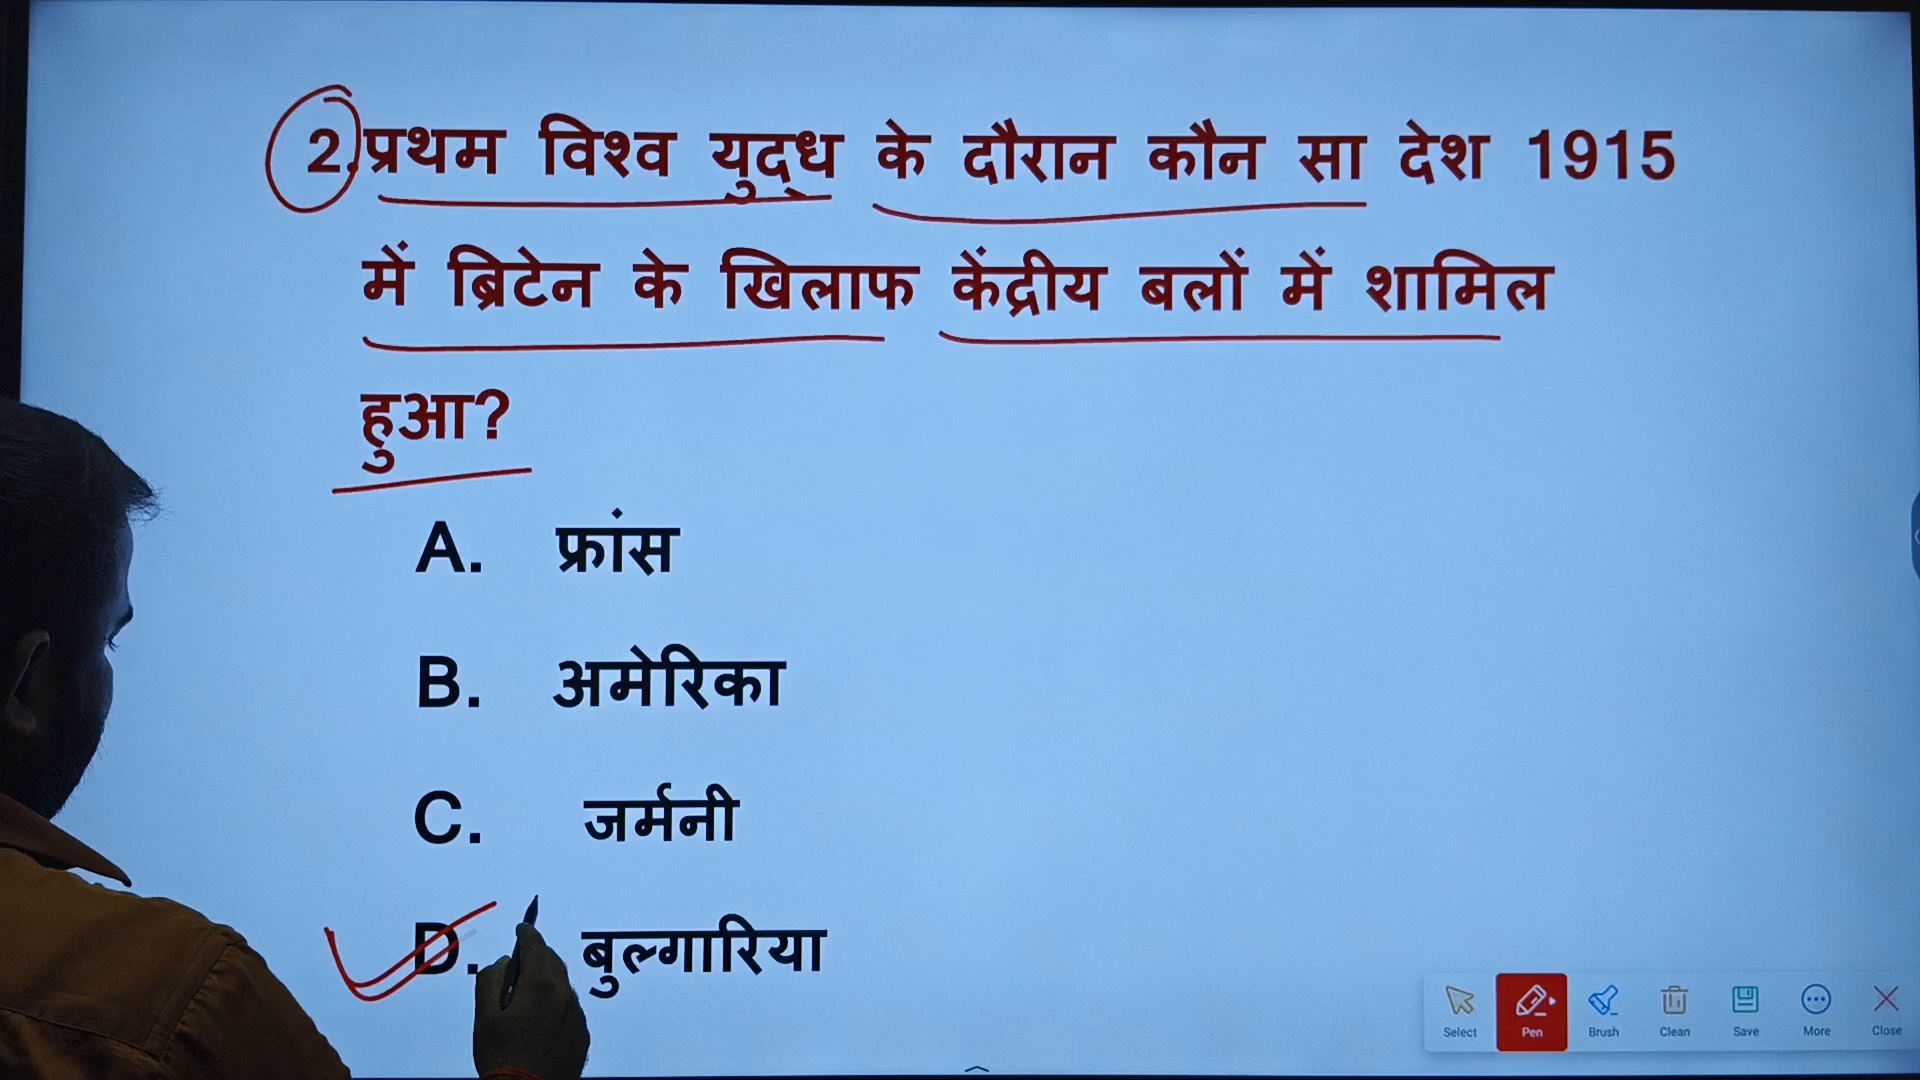 2.प्रथम विश्व युद्ध के दौरान कौन सा देश 1915
में ब्रिटेन के खिलाफ केंद्रीय बलों में शामिल
हुआ?
A. फ्रांस
B. अमेरिका
C. जर्मनी
D. बुल्गारिया
Select Pen Brush Clean Save More Close